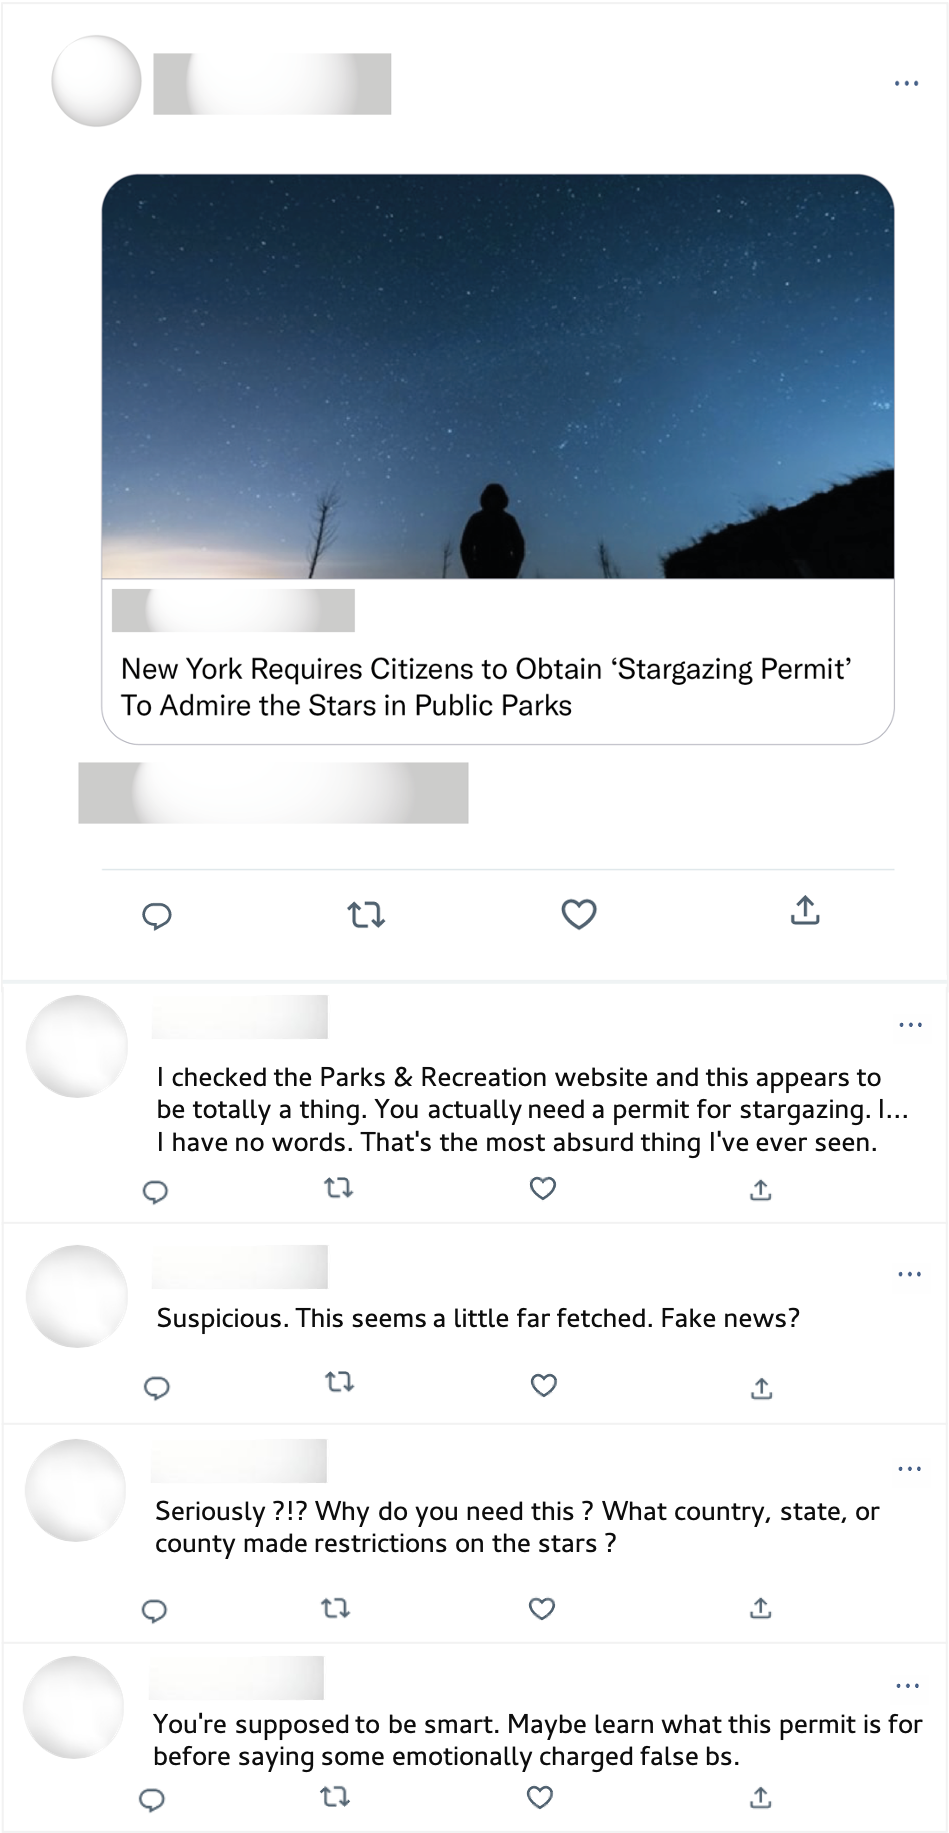 New York Requires Citizens to Obtain ‘Stargazing Permit’
To Admire the Stars in Public Parks
I checked the Parks & Recreation website and this appears to
be totally a thing. You actually need a permit for stargazing. I...
I have no words. That's the most absurd thing I've ever seen.
Suspicious. This seems a little far fetched. Fake news?
Seriously ?!? Why do you need this ? What country, state, or
county made restrictions on the stars ?
You're supposed to be smart. Maybe learn what this permit is for
before saying some emotionally charged false bs.